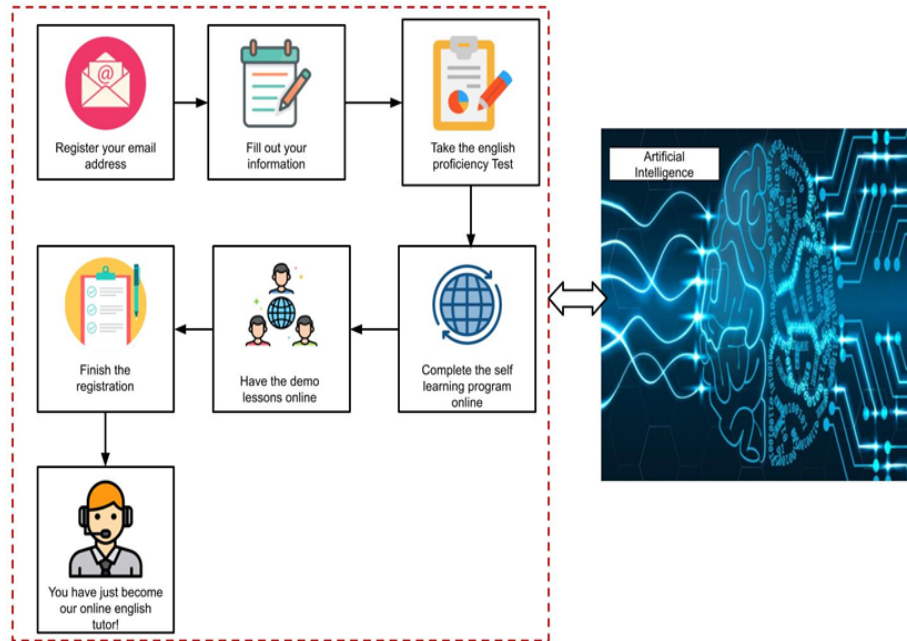 Register your email
address
Fill out your
information
Take the english
proficiency Test
Artificial
Intelligence
Complete the self
learning program
online
Have the demo
lessons online
Finish the
registration
You have just become
our online english
tutor!